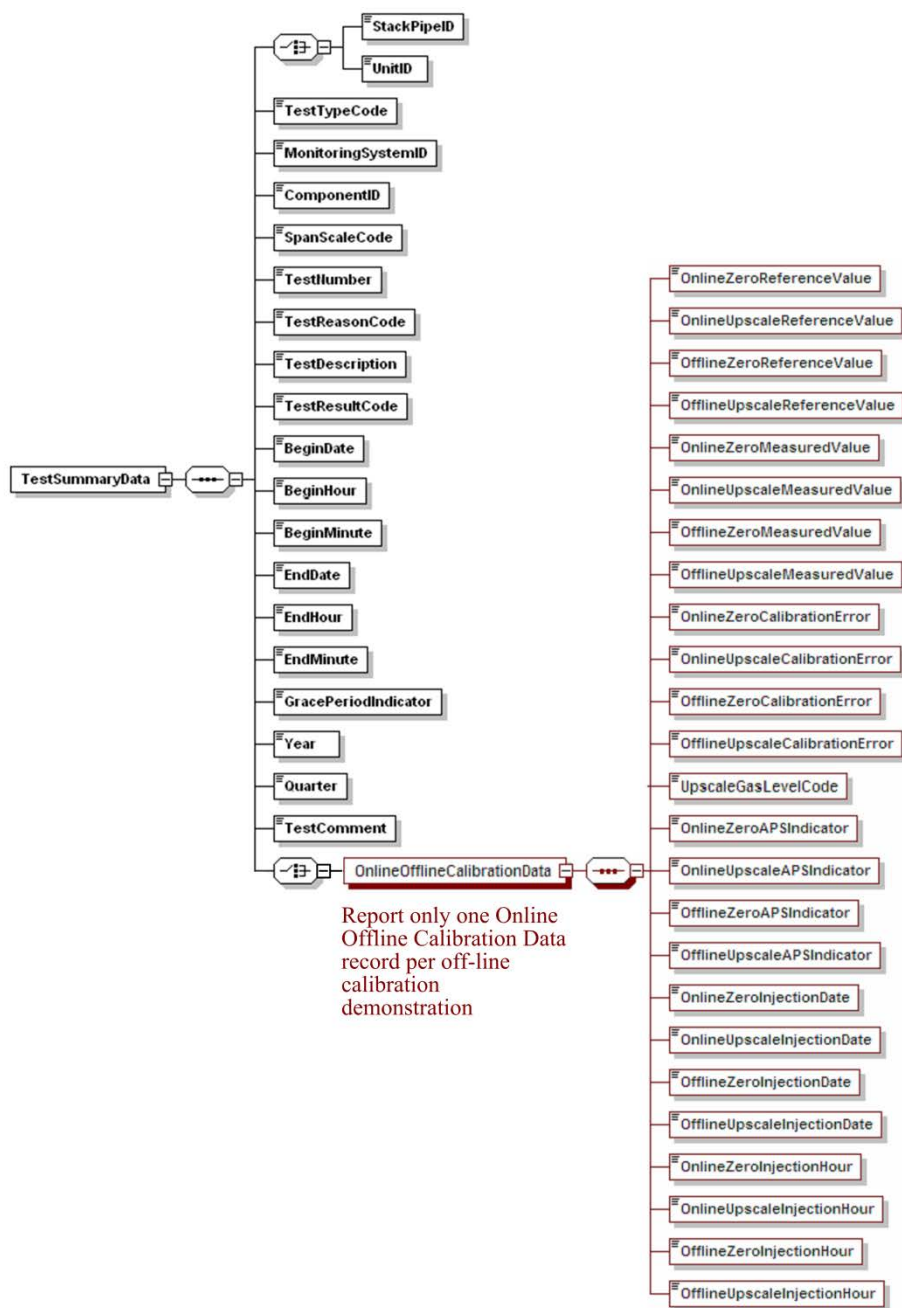 StackPipeID
UnitID
TestTypeCode
MonitoringSystemID
ComponentID
SpanScaleCode
TestNumber
TestReasonCode
TestDescription
TestResultCode
BeginDate
TestSummaryData
BeginHour
BeginMinute
EndDate
EndHour
EndMinute
GracePeriodIndicator
Year
Quarter
TestComment
OnlineOfflineCalibrationData
Report only one Online
Offline Calibration Data
record per off-line
calibration
demonstration
OnlineZeroReferenceValue
OnlineUpscaleReferenceValue
OfflineZeroReferenceValue
OfflineUpscaleReferenceValue
OnlineZeroMeasuredValue
OnlineUpscaleMeasuredValue
OfflineZeroMeasuredValue
OfflineUpscaleMeasuredValue
OnlineZeroCalibrationError
OnlineUpscaleCalibrationError
OfflineZeroCalibrationError
OfflineUpscaleCalibrationError
UpscaleGasLevelCode
OnlineZeroAPSIndicator
OnlineUpscaleAPSIndicator
OfflineZeroAPSIndicator
OfflineUpscaleAPSIndicator
OnlineZeroInjectionDate
OnlineUpscaleInjectionDate
OfflineZeroInjectionDate
OfflineUpscaleInjectionDate
OnlineZeroInjectionHour
OnlineUpscaleInjectionHour
OfflineZeroInjectionHour
OfflineUpscaleInjectionHour